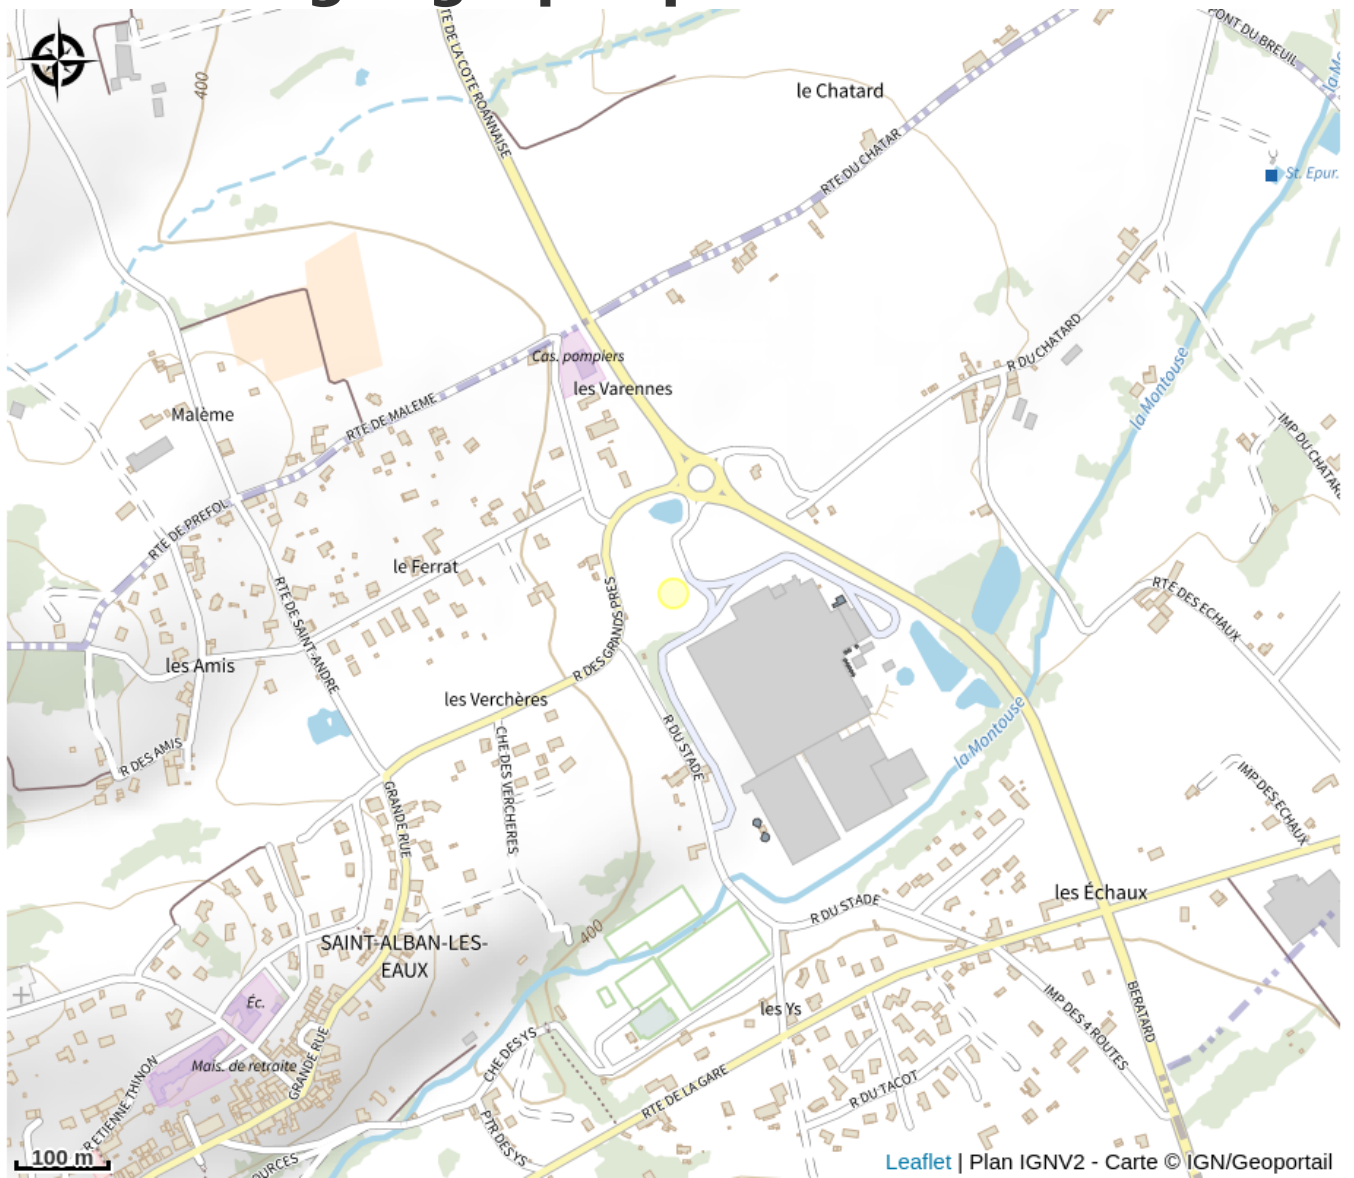 PONT DU BREUIL
TE DE LA COTE ROANNAISE
400
le Chatard
la Mo
RTE DU CHATAR
St. Epur.
Cas. pompiers
les Varennes
R DU CHATARD
la Montouse
Malème
RTE DE MALEME
IMP DU CHATARD
RTE DE PREFOL
le Ferrat
RTE DE SAINT-ANDRE
R DES GRANDS PRES
RTE DES ECHAUX
les Amis
les Verchères
R DES AMIS
R DU STADE
la Montouse
CHE DES VERCHERES
GRANDE RUE
IMP DES ECHAUX
les Échaux
R DU STADE
400
SAINT-ALBAN-LES-
EAUX
Éc.
les Ys
IMP DES 4 ROUTES
BERATARD
Mais. de retraite
GRANDE RUE
CHE DES YS
R ETIENNE THINON
RTE DE LA GARE
R DU TACOT
PTR DES YS
OURCES
100 m
Leaflet | Plan IGNV2 - Carte © IGN/Geoportail